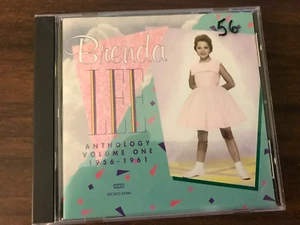 Brenda
LEE
ANTHOLOGY
VOLUME ONE
1956-1961
56